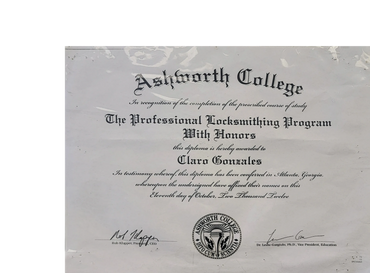 Ashworth College
In recognition of the completion of the prescribed course of study
The Professional Locksmithing Program
With Honors
this diploma is hereby awarded to
Claro Gonzales
In testimony whereof, this diploma has been conferred in Atlanta, Georgia
whereupon the undersigned have affixed their names on this
Eleventh day of October, Two Thousand Twelve
ASHWORTH COLLEGE